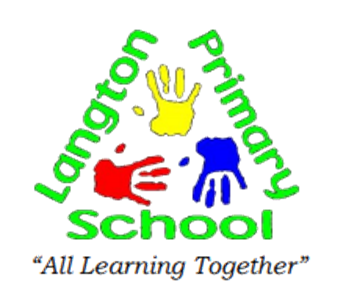 Langton
Primary
School
“All Learning Together”